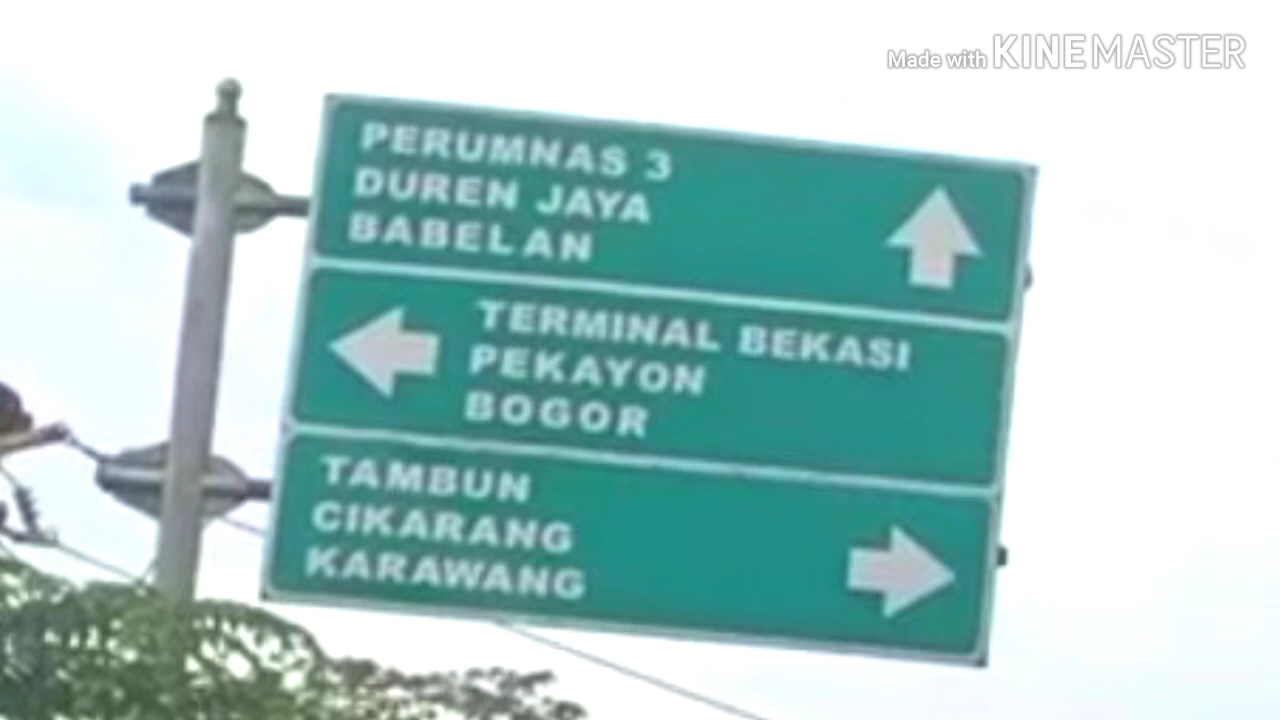 Made with KINEMASTER
PERUMNAS 3
DUREN JAYA
BABELAN
TERMINAL BEKASI
PEKAYON
BOGOR
TAMBUN
CIKARANG
KARAWANG